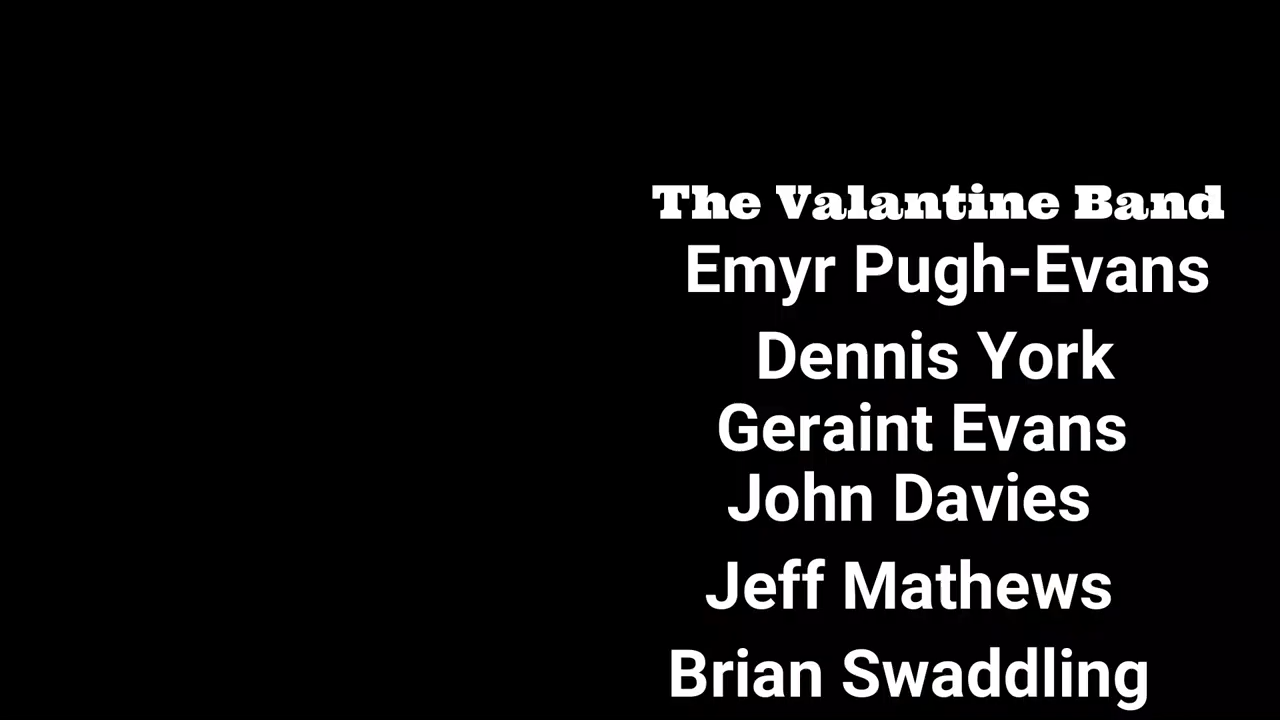 The Valantine Band
Emyr Pugh-Evans
Dennis York
Geraint Evans
John Davies
Jeff Mathews
Brian Swaddling